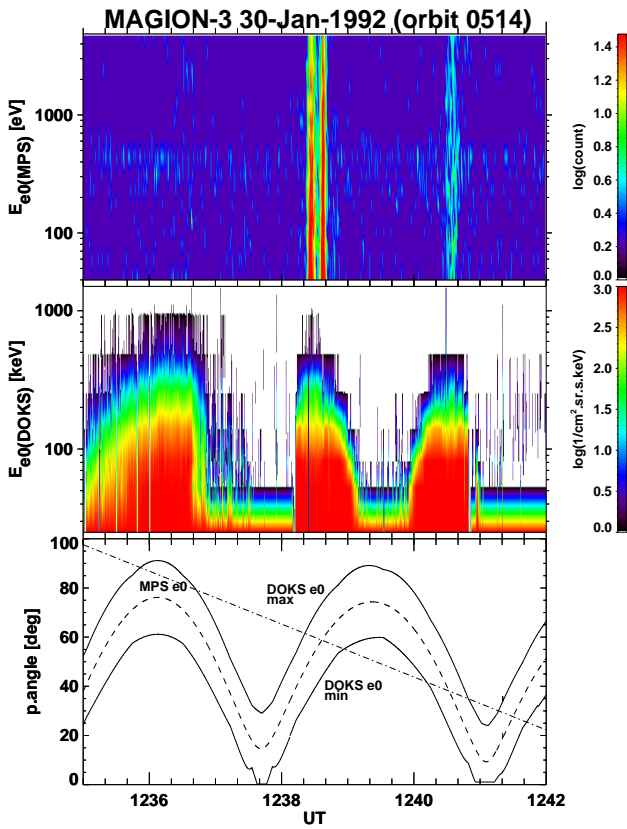 MAGION-3 30-Jan-1992 (orbit 0514)
E e0(MPS) [eV]
1000
100
1.4
1.2
1.0
0.8
0.6
0.4
0.2
0.0
log(count)
E e0(DOKS) [keV]
1000
100
3.0
2.5
2.0
1.5
1.0
0.5
0.0
log(1/cm².sr.s.keV)
p.angle [deg]
100
80
60
40
20
0
MPS e0
DOKS e0
max
DOKS e0
min
1236
1238
1240
1242
UT